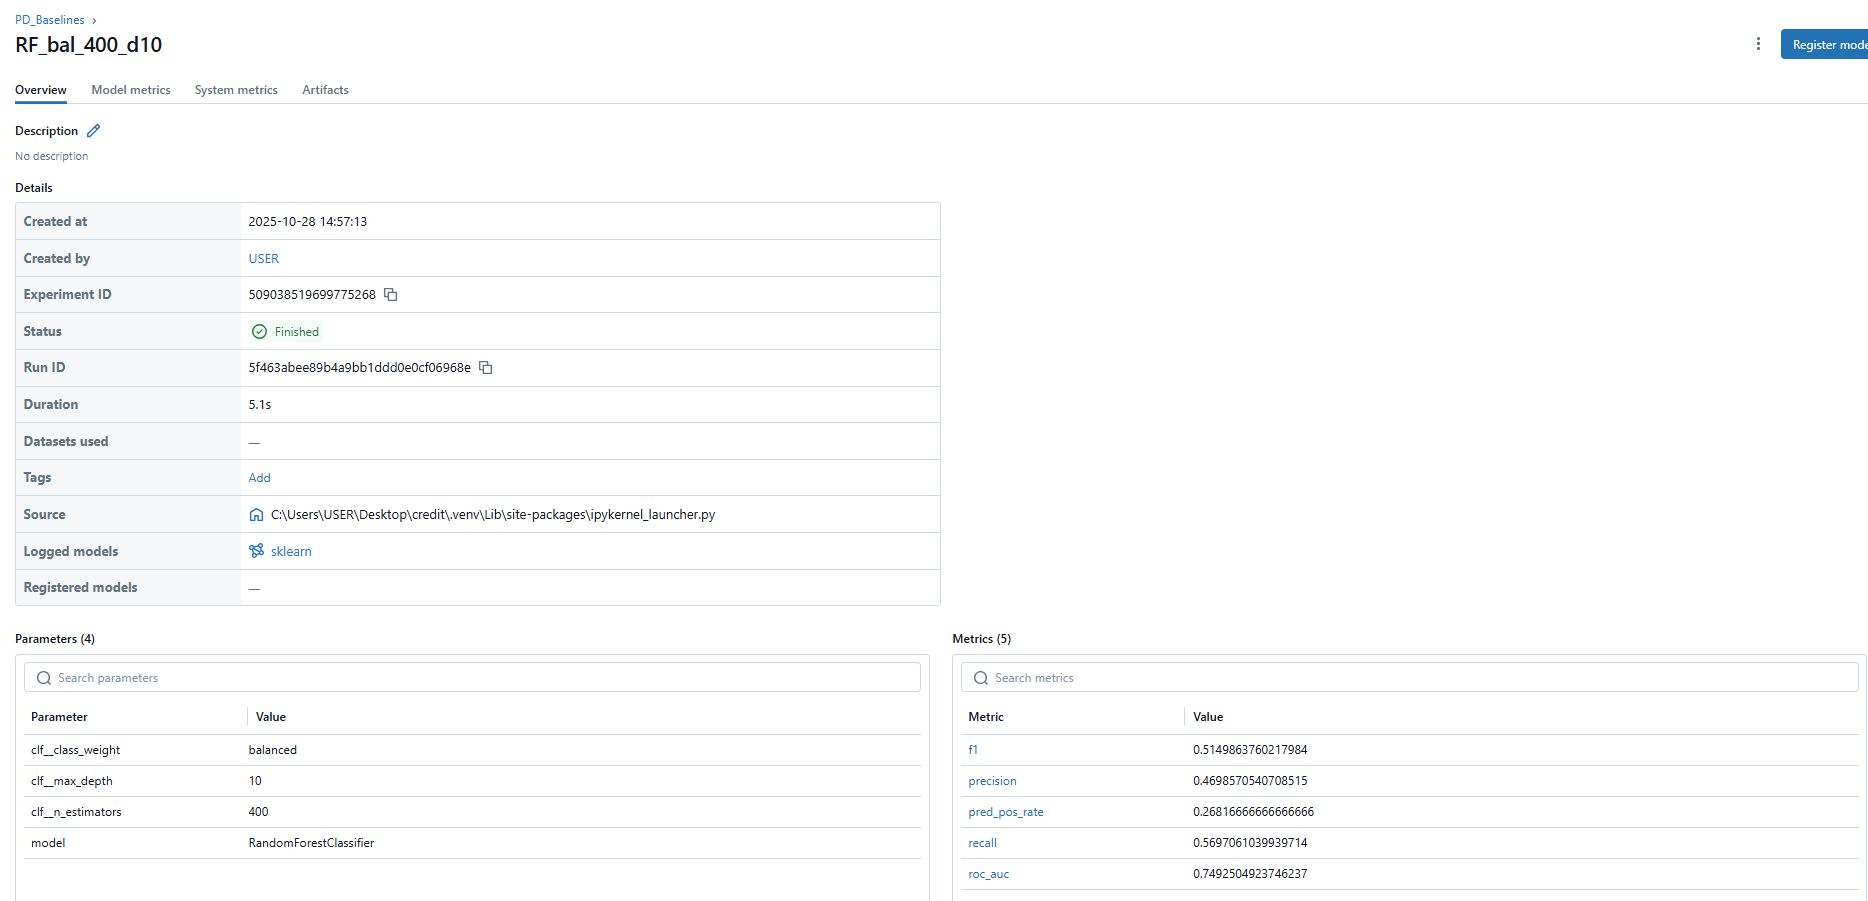 PD_Baselines ›
RF_bal_400_d10
Register mode
Overview Model metrics System metrics Artifacts
Description
No description
Details
Created at 2025-10-28 14:57:13
Created by USER
Experiment ID 509038519699775268
Status Finished
Run ID 5f463abee89b4a9bb1ddd0e0cf06968e
Duration 5.1s
Datasets used —
Tags Add
Source C:\Users\USER\Desktop\credit\.venv\Lib\site-packages\ipykernel_launcher.py
Logged models sklearn
Registered models —
Parameters (4)
Search parameters
Parameter Value
clf__class_weight balanced
clf__max_depth 10
clf__n_estimators 400
model RandomForestClassifier
Metrics (5)
Search metrics
Metric Value
f1 0.5149863760217984
precision 0.4698570540708515
pred_pos_rate 0.26816666666666666
recall 0.5697061039939714
roc_auc 0.7492504923746237